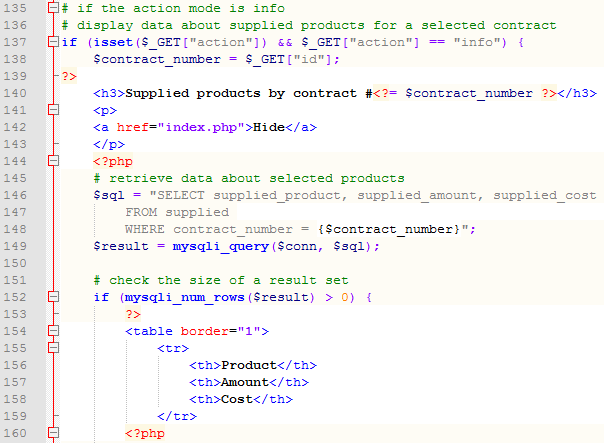 135 # if the action mode is info
136 # display data about supplied products for a selected contract
137 if (isset($_GET["action"]) && $_GET["action"] == "info") {
138     $contract_number = $_GET["id"];
139 ?>
140     <h3>Supplied products by contract #<?= $contract_number ?></h3>
141     <p>
142     <a href="index.php">Hide</a>
143     </p>
144     <?php
145     # retrieve data about selected products
146     $sql = "SELECT supplied_product, supplied_amount, supplied_cost
147         FROM supplied
148         WHERE contract_number = {$contract_number}";
149     $result = mysqli_query($conn, $sql);
150
151     # check the size of a result set
152     if (mysqli_num_rows($result) > 0) {
153         ?>
154         <table border="1">
155             <tr>
156                 <th>Product</th>
157                 <th>Amount</th>
158                 <th>Cost</th>
159             </tr>
160         <?php